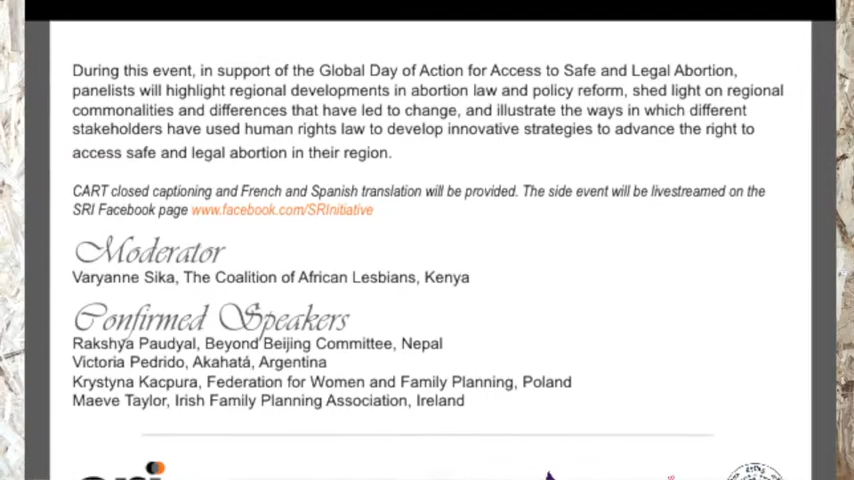 During this event, in support of the Global Day of Action for Access to Safe and Legal Abortion,
panelists will highlight regional developments in abortion law and policy reform, shed light on regional
commonalities and differences that have led to change, and illustrate the ways in which different
stakeholders have used human rights law to develop innovative strategies to advance the right to
access safe and legal abortion in their region.
CART closed captioning and French and Spanish translation will be provided. The side event will be livestreamed on the
SRI Facebook page www.facebook.com/SRInitiative
Moderator
Varyanne Sika, The Coalition of African Lesbians, Kenya
Confirmed Speakers
Rakshya Paudyal, Beyond Beijing Committee, Nepal
Victoria Pedrido, Akahatá, Argentina
Krystyna Kacpura, Federation for Women and Family Planning, Poland
Maeve Taylor, Irish Family Planning Association, Ireland